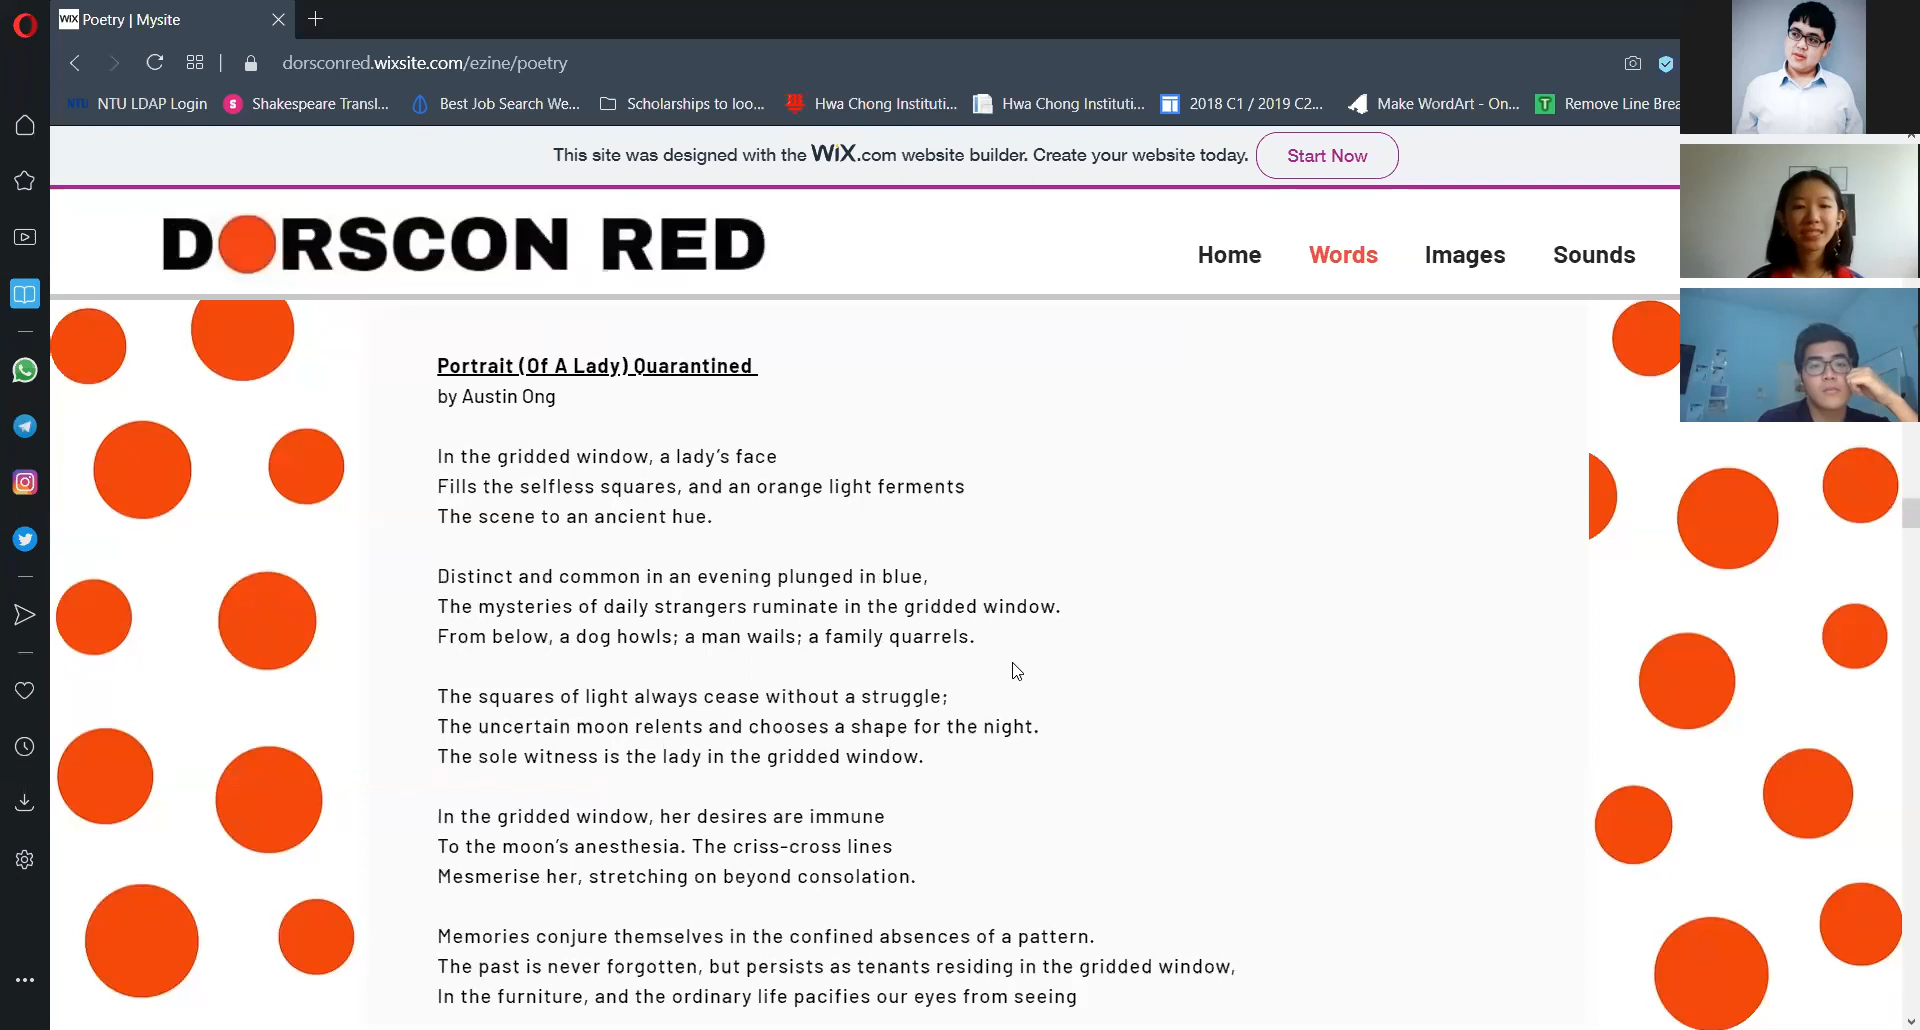 WiX Poetry | Mysite
dorsconred.wixsite.com/ezine/poetry
NTU NTU LDAP Login
S Shakespeare Transl...
Best Job Search We...
Scholarships to loo...
Hwa Chong Instituti...
Hwa Chong Instituti...
2018 C1 / 2019 C2...
Make WordArt - On...
T Remove Line Brea
This site was designed with the WiX.com website builder. Create your website today.
Start Now
DORSCON RED
Home Words Images Sounds
Portrait (Of A Lady) Quarantined
by Austin Ong
In the gridded window, a lady’s face
Fills the selfless squares, and an orange light ferments
The scene to an ancient hue.
Distinct and common in an evening plunged in blue,
The mysteries of daily strangers ruminate in the gridded window.
From below, a dog howls; a man wails; a family quarrels.
The squares of light always cease without a struggle;
The uncertain moon relents and chooses a shape for the night.
The sole witness is the lady in the gridded window.
In the gridded window, her desires are immune
To the moon’s anesthesia. The criss-cross lines
Mesmerise her, stretching on beyond consolation.
Memories conjure themselves in the confined absences of a pattern.
The past is never forgotten, but persists as tenants residing in the gridded window,
In the furniture, and the ordinary life pacifies our eyes from seeing